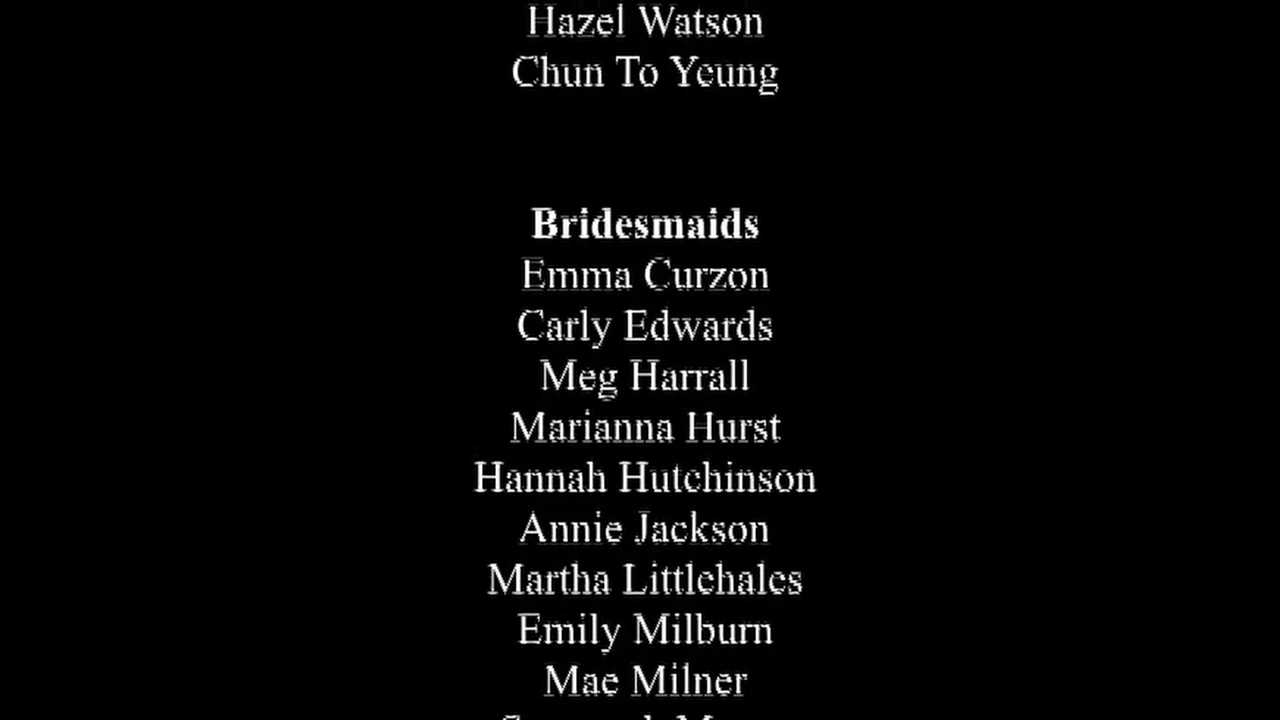 Hazel Watson
Chun To Yeung
Bridesmaids
Emma Curzon
Carly Edwards
Meg Harrall
Marianna Hurst
Hannah Hutchinson
Annie Jackson
Martha Littlehales
Emily Milburn
Mae Milner